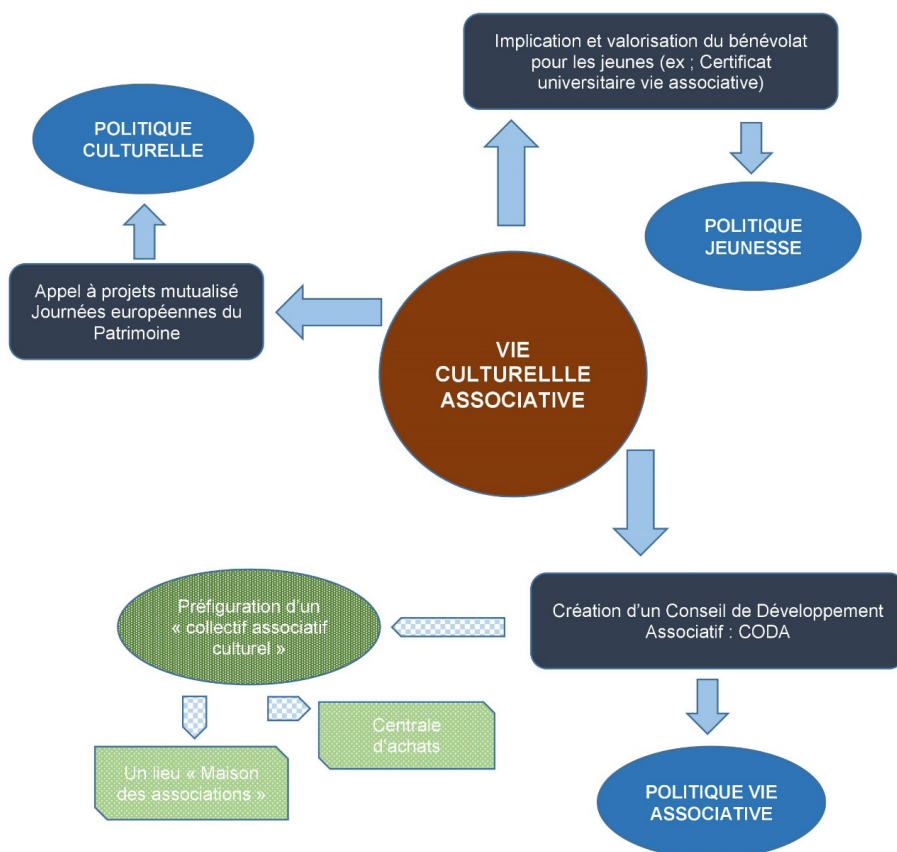 Implication et valorisation du bénévolat
pour les jeunes (ex ; Certificat
universitaire vie associative)
POLITIQUE
CULTURELLE
POLITIQUE
JEUNESSE
Appel à projets mutualisé
Journées européennes du
Patrimoine
VIE
CULTURELLLE
ASSOCIATIVE
Préfiguration d'un
« collectif associatif
culturel »
Création d'un Conseil de Développement
Associatif : CODA
Centrale
d'achats
Un lieu « Maison
des associations »
POLITIQUE VIE
ASSOCIATIVE